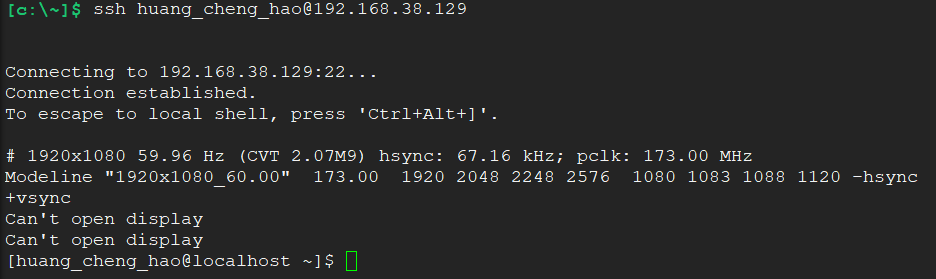 [c:\~]$ ssh huang_cheng_hao@192.168.38.129
Connecting to 192.168.38.129:22...
Connection established.
To escape to local shell, press 'Ctrl+Alt+]'.
# 1920x1080 59.96 Hz (CVT 2.07M9) hsync: 67.16 kHz; pclk: 173.00 MHz
Modeline "1920x1080_60.00"  173.00  1920 2048 2248 2576  1080 1083 1088 1120 -hsync
+vsync
Can't open display
Can't open display
[huang_cheng_hao@localhost ~]$